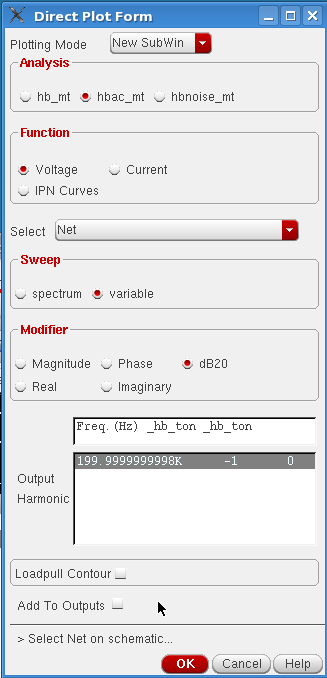 Direct Plot Form
Plotting Mode New SubWin
Analysis
hb_mt hbac_mt hbnoise_mt
Function
Voltage Current
IPN Curves
Select Net
Sweep
spectrum variable
Modifier
Magnitude Phase dB20
Real Imaginary
Freq.(Hz) _hb_ton _hb_ton
199.9999999998K -1 0
Output
Harmonic
Loadpull Contour
Add To Outputs
> Select Net on schematic...
OK Cancel Help